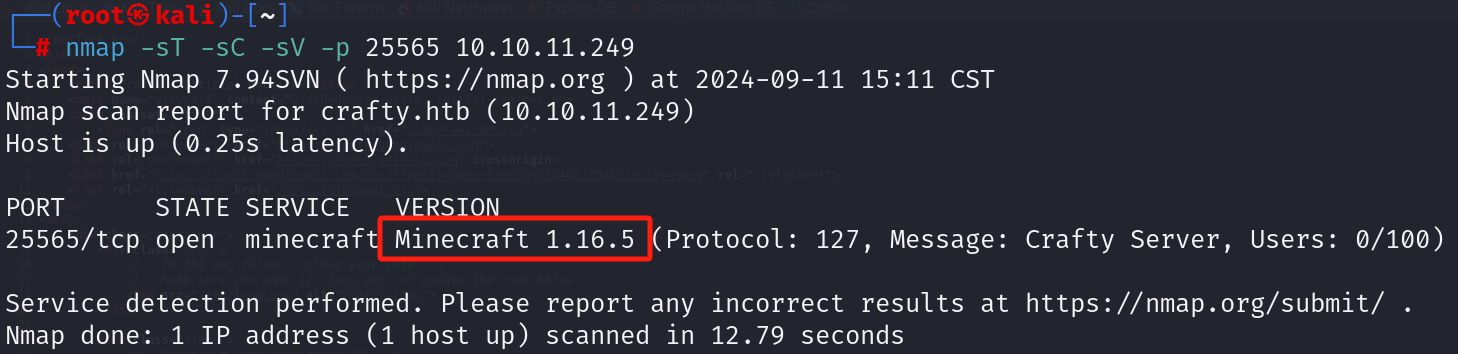 ┌──(root㉿kali)-[~]
└─# nmap -sT -sC -sV -p 25565 10.10.11.249
Starting Nmap 7.94SVN ( https://nmap.org ) at 2024-09-11 15:11 CST
Nmap scan report for crafty.htb (10.10.11.249)
Host is up (0.25s latency).
PORT      STATE SERVICE   VERSION
25565/tcp open  minecraft Minecraft 1.16.5 (Protocol: 127, Message: Crafty Server, Users: 0/100)
Service detection performed. Please report any incorrect results at https://nmap.org/submit/ .
Nmap done: 1 IP address (1 host up) scanned in 12.79 seconds